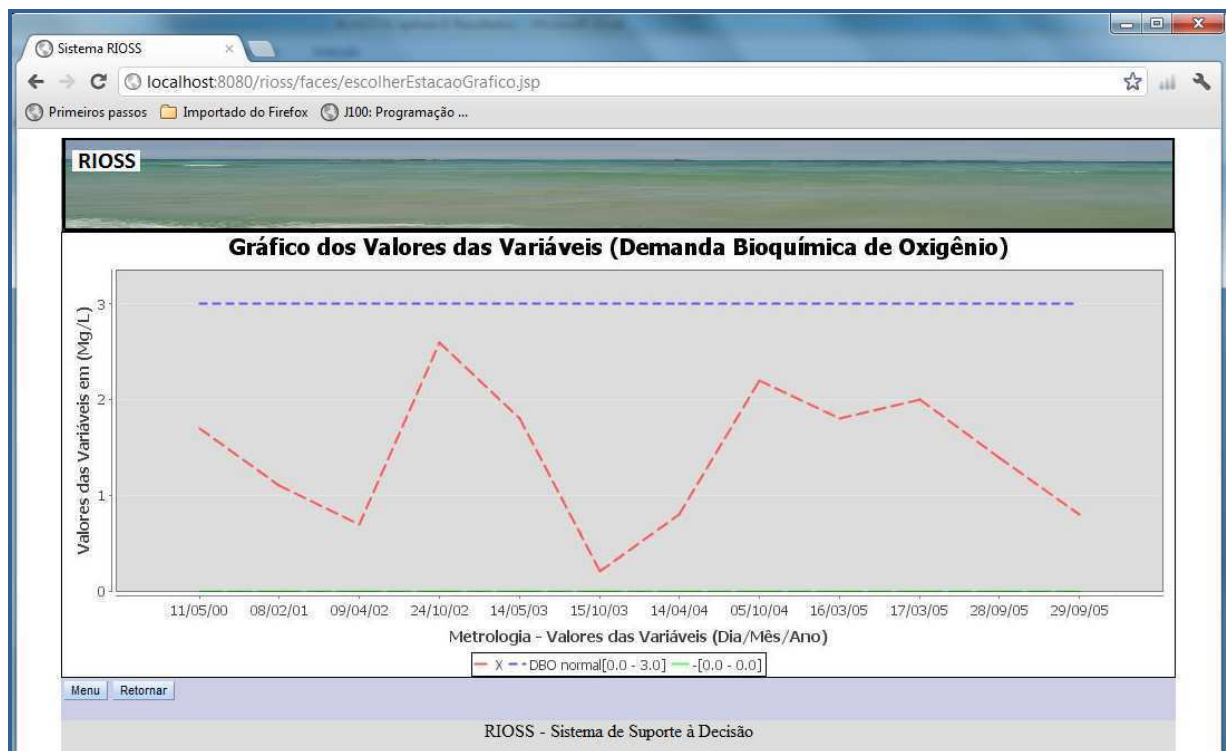 Sistema RIOSS
localhost:8080/rioss/faces/escolherEstacaoGrafico.jsp
Primeiros passos Importado do Firefox J100: Programação ...
RIOSS
Gráfico dos Valores das Variáveis (Demanda Bioquímica de Oxigênio)
Valores das Variáveis em (Mg/L)
3
2
1
0
11/05/00 08/02/01 09/04/02 24/10/02 14/05/03 15/10/03 14/04/04 05/10/04 16/03/05 17/03/05 28/09/05 29/09/05
Metrologia - Valores das Variáveis (Dia/Mês/Ano)
X DBO normal[0.0 - 3.0] -[0.0 - 0.0]
Menu Retornar
RIOSS - Sistema de Suporte à Decisão